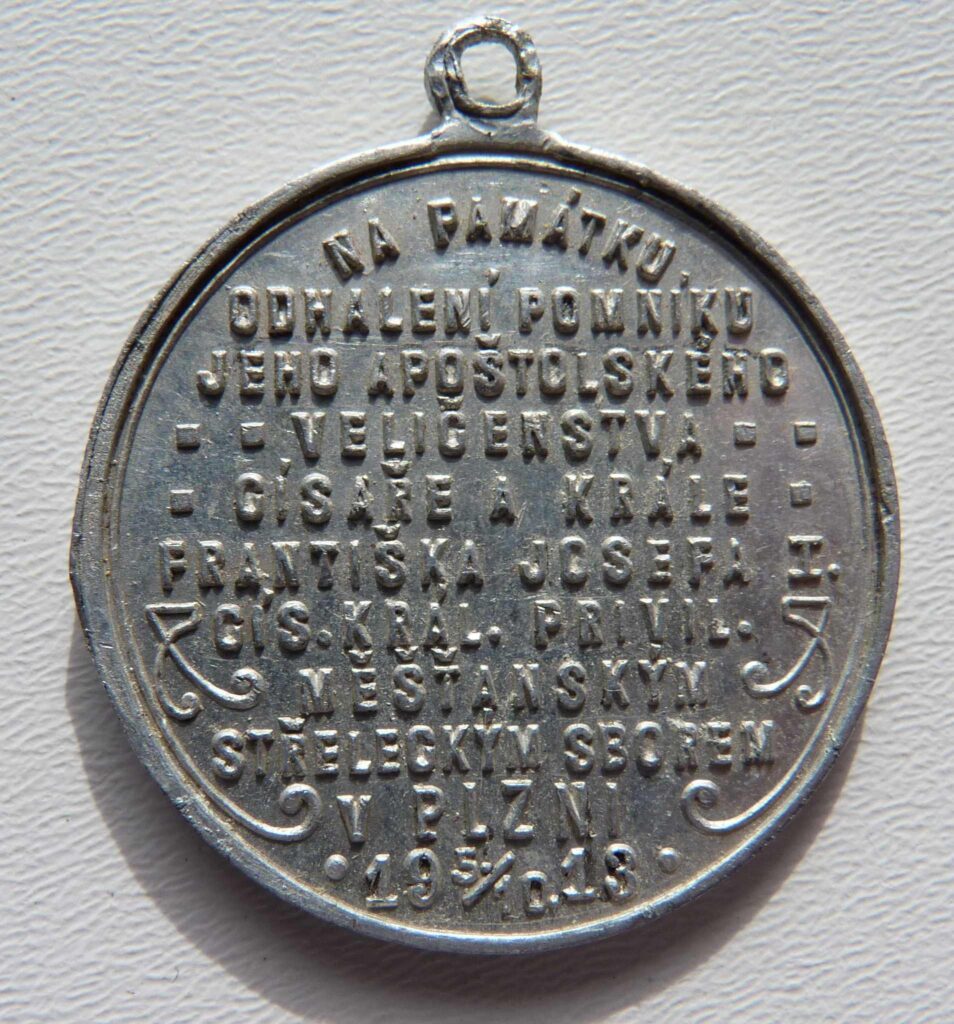 NA PAMÁTKU
ODHALENÍ POMNÍKU
JEHO APOŠTOLSKÉHO
VELIČENSTVA
CÍSAŘE A KRÁLE
FRANTIŠKA JOSEFA I.
CÍS. KRÁL. PRIVIL.
MĚŠŤANSKÝM
STŘELECKÝM SBOREM
V PLZNI
· 19 5./10. 13 ·